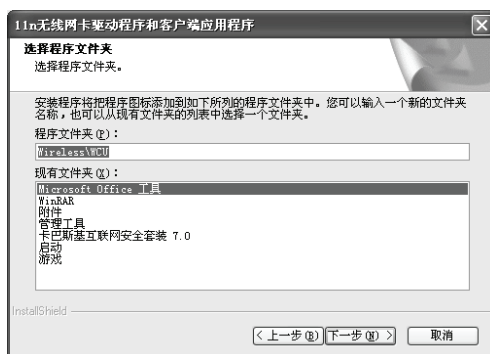 11n无线网卡驱动程序和客户端应用程序
选择程序文件夹
选择程序文件夹。
安装程序将把程序图标添加到如下所列的程序文件夹中。您可以输入一个新的文件夹
名称，也可以从现有文件夹的列表中选择一个文件夹。
程序文件夹(P)：
Wireless\WCU
现有文件夹(X)：
Microsoft Office 工具
WinRAR
附件
管理工具
卡巴斯基互联网安全套装 7.0
启动
游戏
InstallShield
< 上一步(B) 下一步(N) > 取消